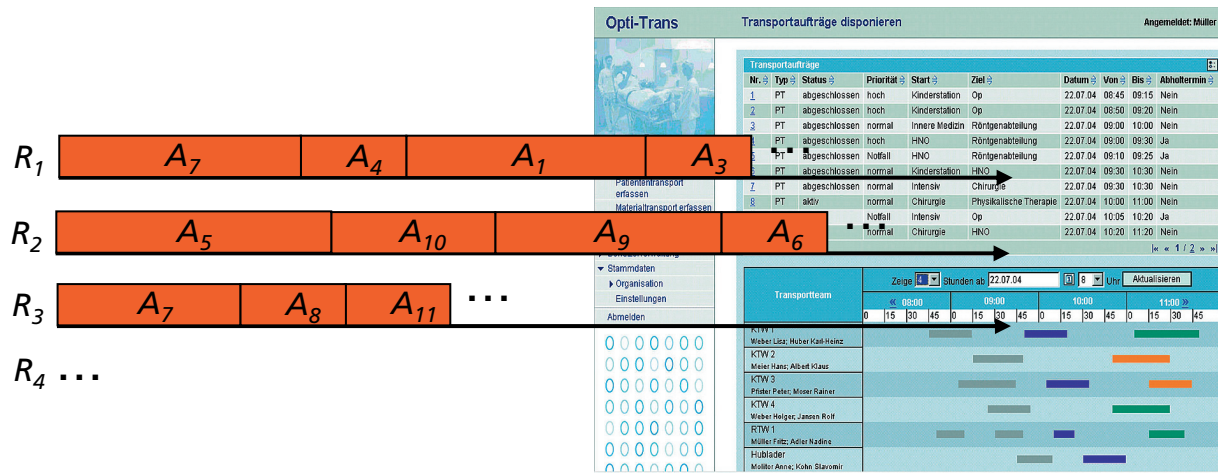 Opti-Trans
Transportaufträge disponieren
Angemeldet: Müller
Transportaufträge
Nr. Typ Status Priorität Start Ziel Datum Von Bis Abholtermin
1 PT abgeschlossen hoch Kinderstation Op 22.07.04 08:45 09:15 Nein
2 PT abgeschlossen hoch Kinderstation Op 22.07.04 08:50 09:20 Nein
3 PT abgeschlossen normal Innere Medizin Röntgenabteilung 22.07.04 09:00 10:00 Nein
PT abgeschlossen hoch HNO Röntgenabteilung 22.07.04 09:00 09:30 Ja
R1 A7 A4 A1 A3 ...
PT abgeschlossen Notfall HNO Röntgenabteilung 22.07.04 09:10 09:25 Ja
PT abgeschlossen normal Kinderstation HNO 22.07.04 09:30 10:30 Nein
7 PT abgeschlossen normal Intensiv Chirurgie 22.07.04 09:30 10:30 Nein
8 PT aktiv normal Chirurgie Physikalische Therapie 22.07.04 10:00 11:00 Nein
Notfall Intensiv Op 22.07.04 10:05 10:20 Ja
normal Chirurgie HNO 22.07.04 10:20 11:20 Nein
Patiententransport
erfassen
Materialtransport erfassen
R2 A5 A10 A9 A6 ...
1 / 2
Stammdaten
Organisation
Einstellungen
Abmelden
R3 A7 A8 A11 ...
R4 ...
Transportteam
Zeige 4 Stunden ab 22.07.04 8 Uhr Aktualisieren
« 08:00 09:00 10:00 11:00 »
0 15 30 45 0 15 30 45 0 15 30 45 0 15 30 45
KTW 1
Weber Lisa; Huber Karl-Heinz
KTW 2
Meier Hans; Albert Klaus
KTW 3
Pfister Peter; Moser Rainer
KTW 4
Weber Holger; Jansen Rolf
RTW 1
Müller Fritz; Adler Nadine
Hublader
Molitor Anne; Kohn Slavomir